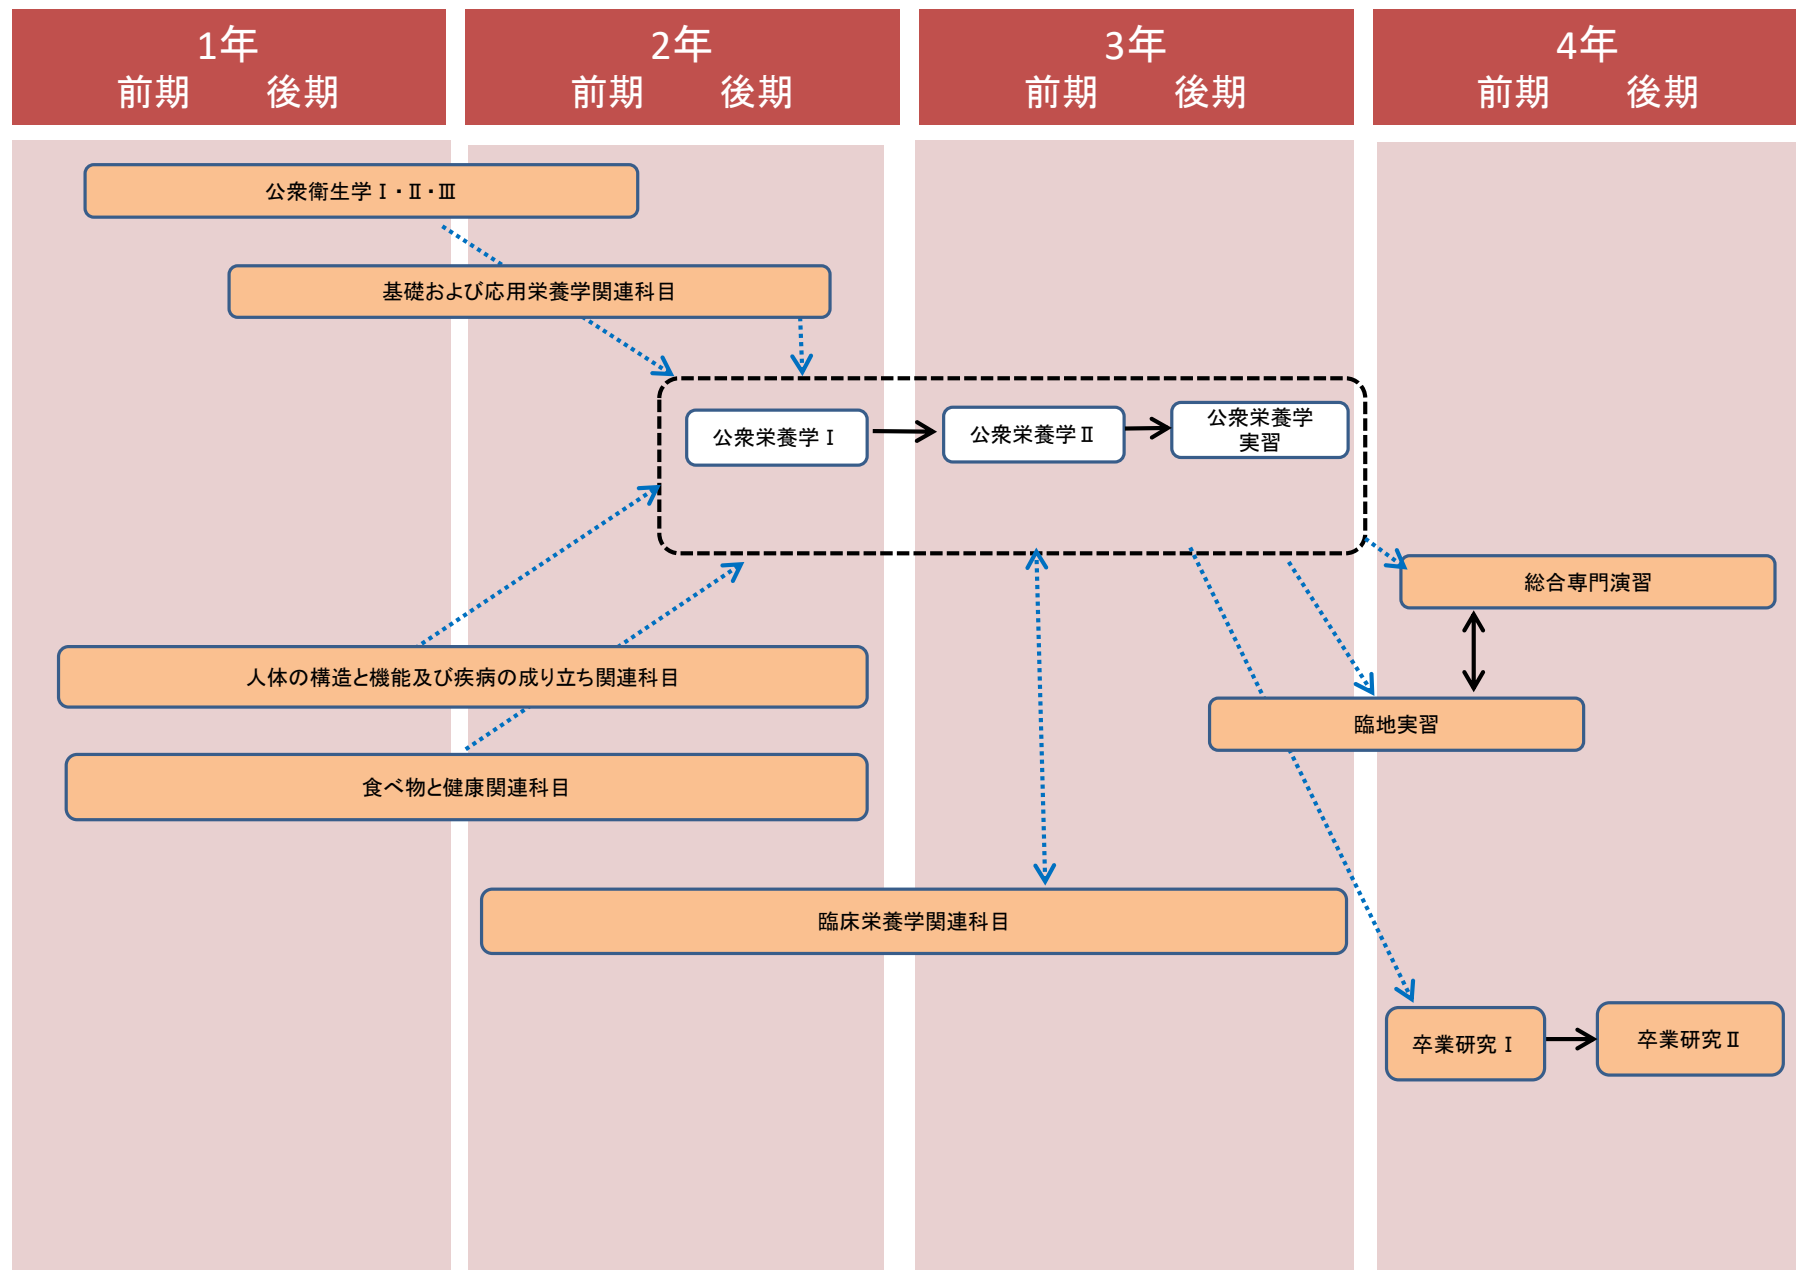 1年
前期 後期
2年
前期 後期
3年
前期 後期
4年
前期 後期
公衆衛生学Ⅰ・Ⅱ・Ⅲ
基礎および応用栄養学関連科目
公衆栄養学Ⅰ
公衆栄養学Ⅱ
公衆栄養学
実習
総合専門演習
人体の構造と機能及び疾病の成り立ち関連科目
臨地実習
食べ物と健康関連科目
臨床栄養学関連科目
卒業研究Ⅰ
卒業研究Ⅱ